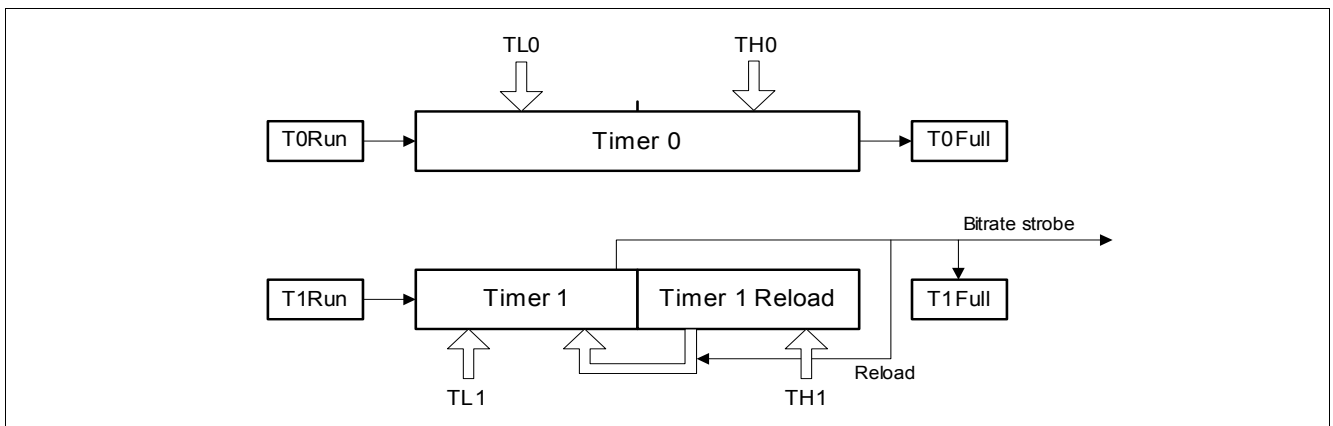 TL0 TH0
T0Run Timer 0 T0Full
Bitrate strobe
T1Run Timer 1 Timer 1 Reload T1Full
Reload
TL1 TH1